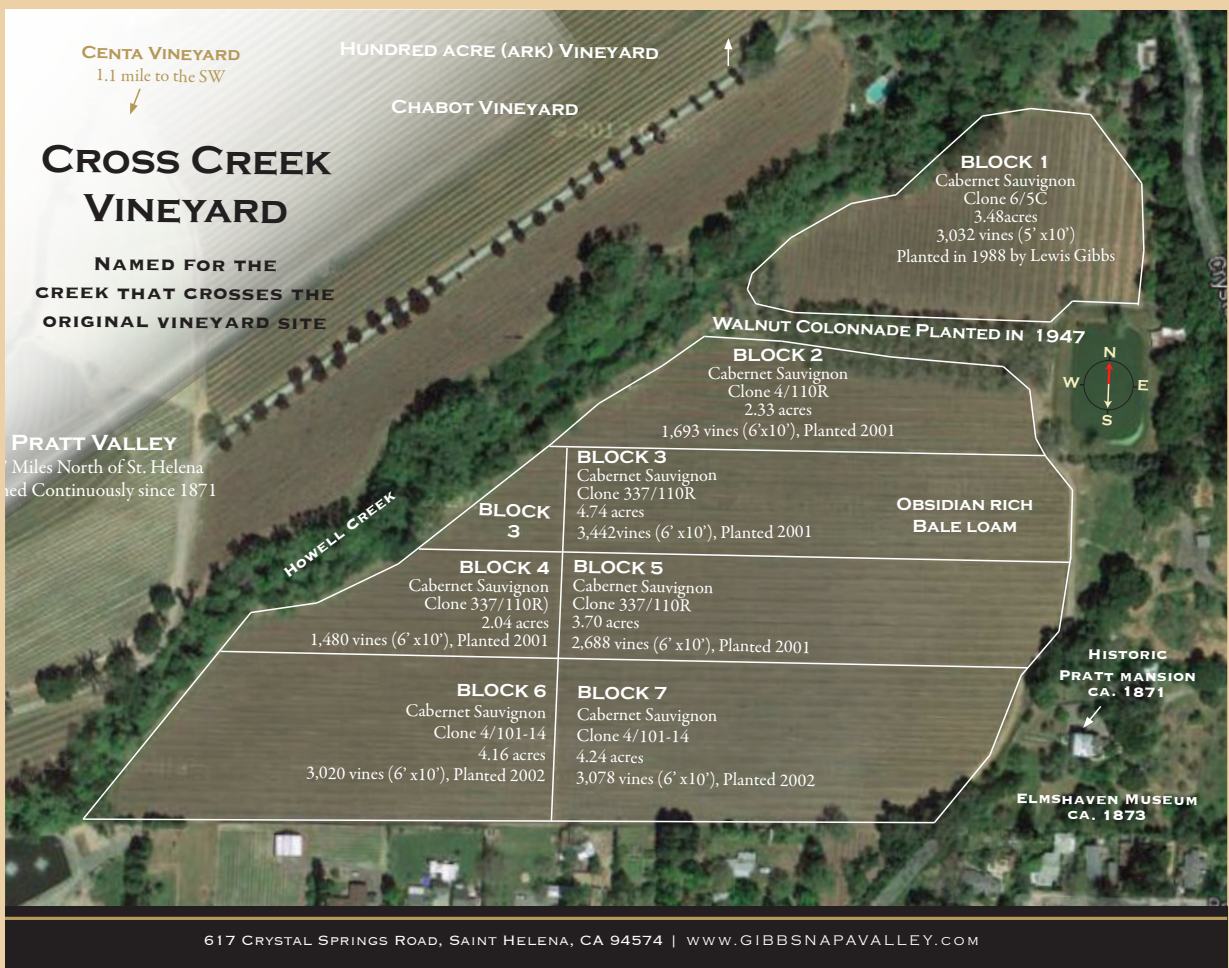 CENTA VINEYARD
1.1 mile to the SW
HUNDRED ACRE (ARK) VINEYARD
CHABOT VINEYARD
CROSS CREEK
VINEYARD
NAMED FOR THE
CREEK THAT CROSSES THE
ORIGINAL VINEYARD SITE
BLOCK 1
Cabernet Sauvignon
Clone 6/5C
3.48acres
3,032 vines (5' x10')
Planted in 1988 by Lewis Gibbs
WALNUT COLONNADE PLANTED IN 1947
N
W
E
S
BLOCK 2
Cabernet Sauvignon
Clone 4/110R
2.33 acres
1,693 vines (6'x10'), Planted 2001
PRATT VALLEY
Miles North of St. Helena
Continuously since 1871
HOWELL CREEK
BLOCK
3
BLOCK 3
Cabernet Sauvignon
Clone 337/110R
4.74 acres
3,442vines (6' x10'), Planted 2001
OBSIDIAN RICH
BALE LOAM
BLOCK 4
Cabernet Sauvignon
Clone 337/110R)
2.04 acres
1,480 vines (6' x10'), Planted 2001
BLOCK 5
Cabernet Sauvignon
Clone 337/110R
3.70 acres
2,688 vines (6' x10'), Planted 2001
BLOCK 6
Cabernet Sauvignon
Clone 4/101-14
4.16 acres
3,020 vines (6' x10'), Planted 2002
BLOCK 7
Cabernet Sauvignon
Clone 4/101-14
4.24 acres
3,078 vines (6' x10'), Planted 2002
HISTORIC
PRATT MANSION
CA. 1871
ELMSHAVEN MUSEUM
CA. 1873
617 CRYSTAL SPRINGS ROAD, SAINT HELENA, CA 94574 | WWW.GIBBSNAPAVALLEY.COM